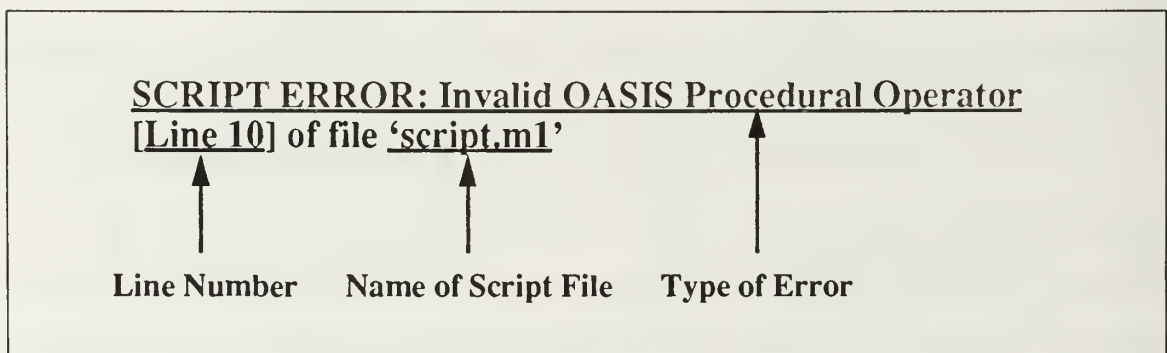 SCRIPT ERROR: Invalid OASIS Procedural Operator
[Line 10] of file ‘script.m1’
Line Number Name of Script File Type of Error